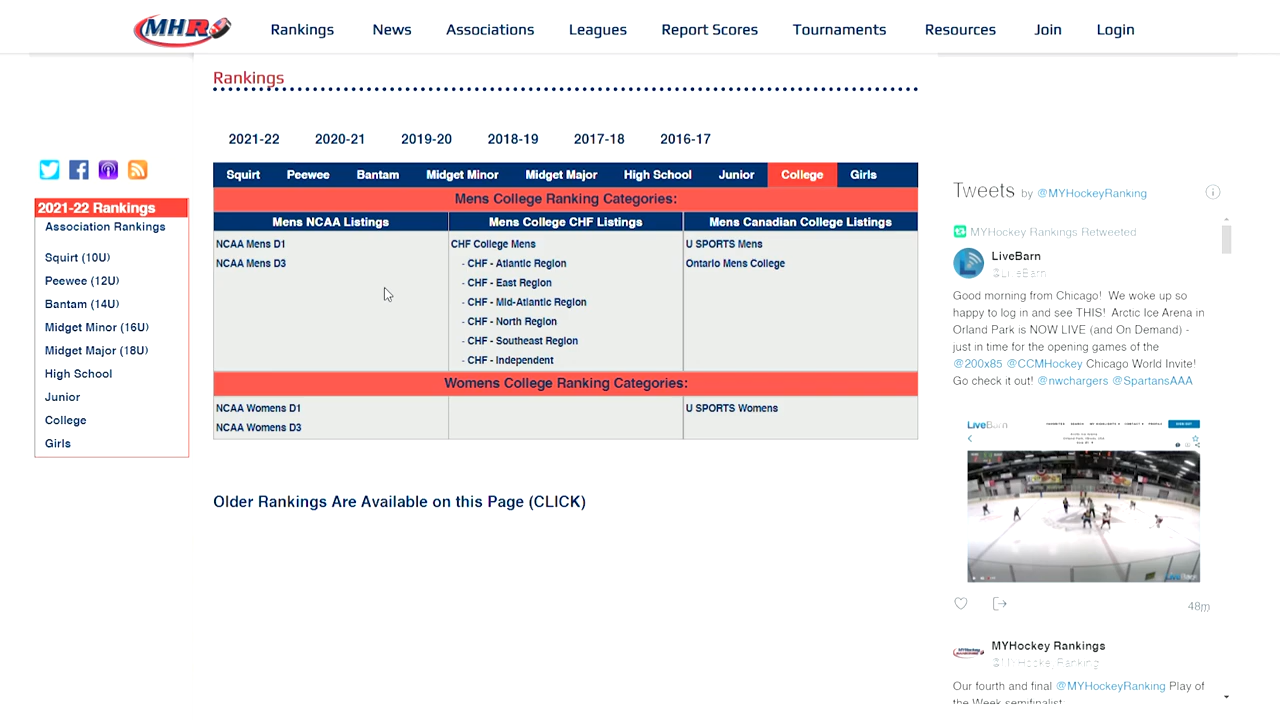 MHR
Rankings
News
Associations
Leagues
Report Scores
Tournaments
Resources
Join
Login
Rankings
2021-22
2020-21
2019-20
2018-19
2017-18
2016-17
Squirt
Peewee
Bantam
Midget Minor
Midget Major
High School
Junior
College
Girls
Mens College Ranking Categories:
Mens NCAA Listings
Mens College CHF Listings
Mens Canadian College Listings
NCAA Mens D1
NCAA Mens D3
CHF College Mens
- CHF - Atlantic Region
- CHF - East Region
- CHF - Mid-Atlantic Region
- CHF - North Region
- CHF - Southeast Region
- CHF - Independent
U SPORTS Mens
Ontario Mens College
Womens College Ranking Categories:
NCAA Womens D1
NCAA Womens D3
U SPORTS Womens
Older Rankings Are Available on this Page (CLICK)
2021-22 Rankings
Association Rankings
Squirt (10U)
Peewee (12U)
Bantam (14U)
Midget Minor (16U)
Midget Major (18U)
High School
Junior
College
Girls
Tweets by @MYHockeyRanking
MYHockey Rankings Retweeted
LiveBarn
@LiveBarn
Good morning from Chicago! We woke up so
happy to log in and see THIS! Arctic Ice Arena in
Orland Park is NOW LIVE (and On Demand) -
just in time for the opening games of the
@200x85 @CCMHockey Chicago World Invite!
Go check it out! @nwchargers @SpartansAAA
LiveBarn
LiveBarn
48m
MYHockey Rankings
@MYHockeyRanking
Our fourth and final @MYHockeyRanking Play of
the Week semifinalist